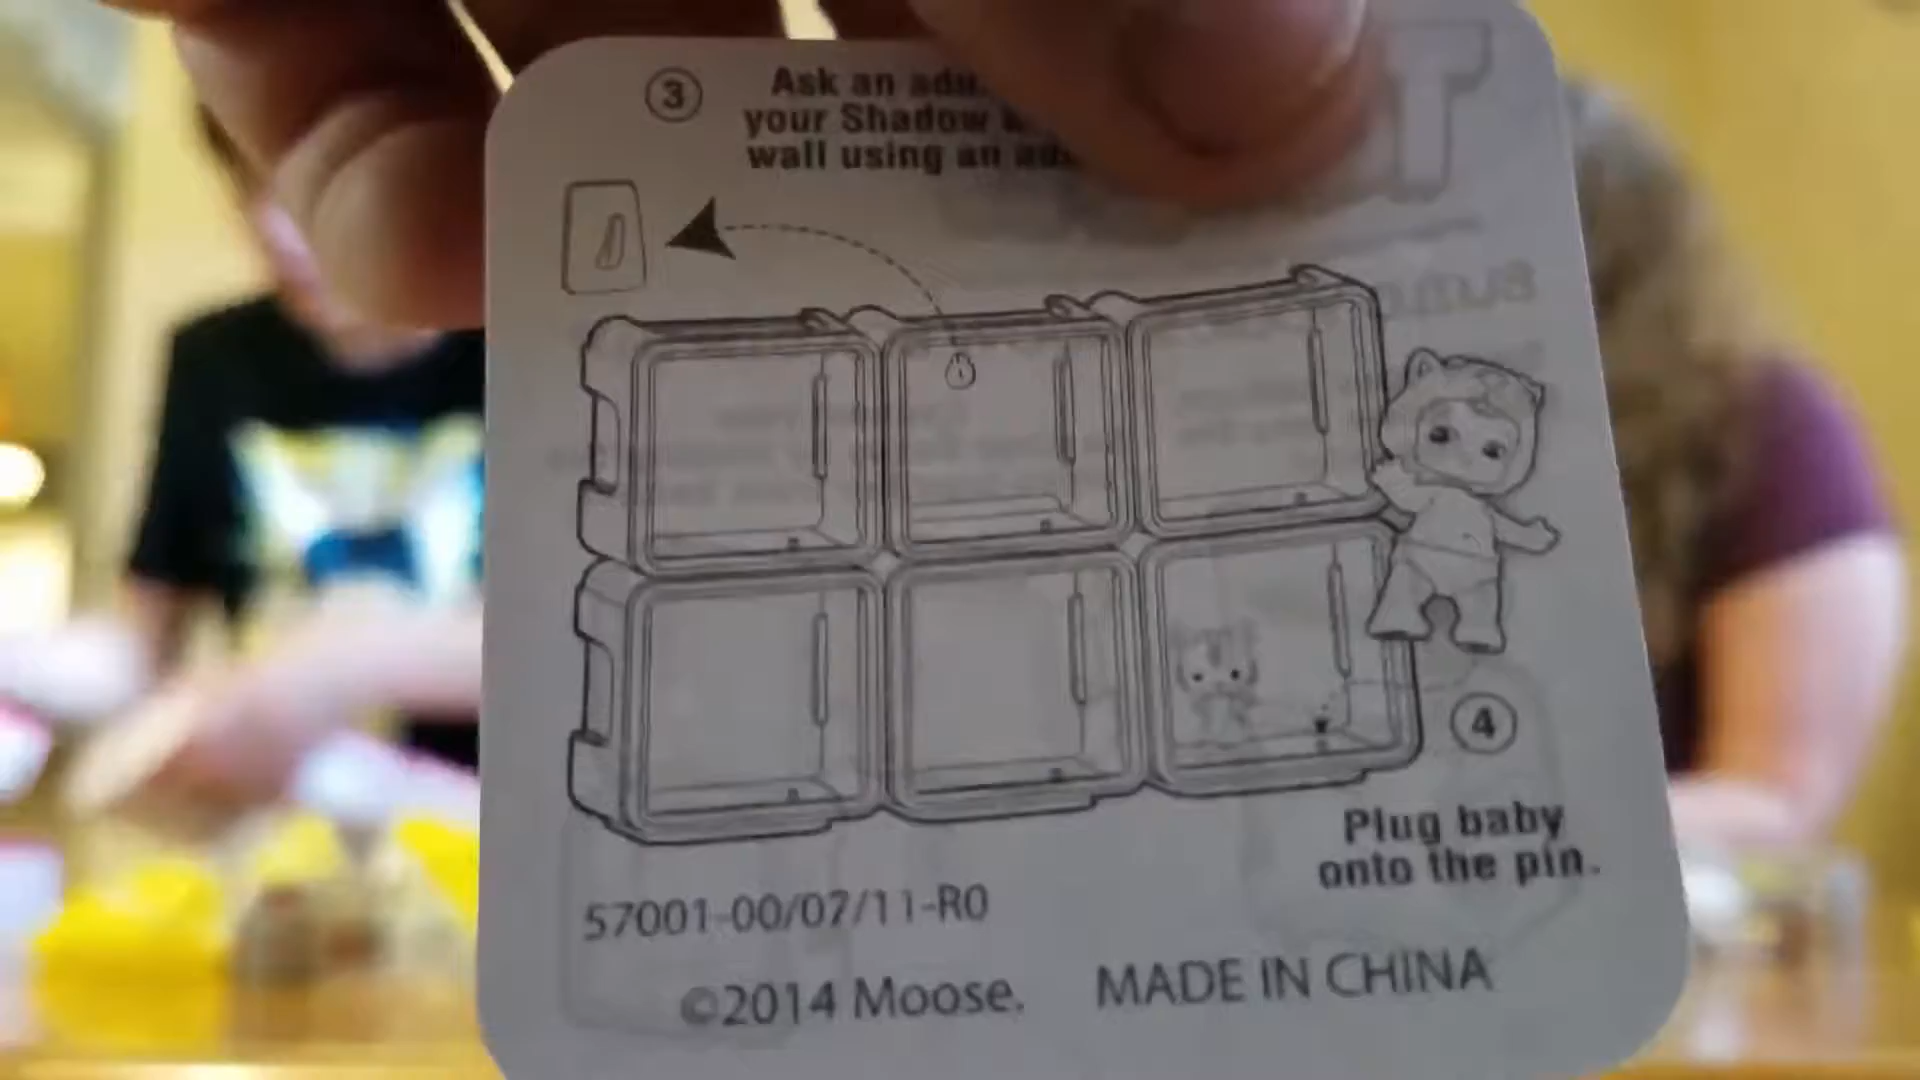 3 Ask an
your Shadow
wall using an
4
Plug baby
onto the pin.
57001-00/07/11-R0
©2014 Moose. MADE IN CHINA